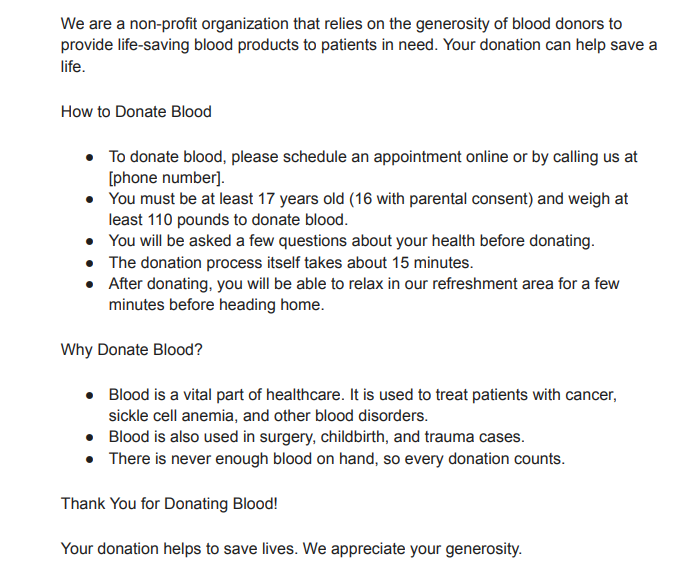 We are a non-profit organization that relies on the generosity of blood donors to
provide life-saving blood products to patients in need. Your donation can help save a
life.
How to Donate Blood
● To donate blood, please schedule an appointment online or by calling us at
[phone number].
● You must be at least 17 years old (16 with parental consent) and weigh at
least 110 pounds to donate blood.
● You will be asked a few questions about your health before donating.
● The donation process itself takes about 15 minutes.
● After donating, you will be able to relax in our refreshment area for a few
minutes before heading home.
Why Donate Blood?
● Blood is a vital part of healthcare. It is used to treat patients with cancer,
sickle cell anemia, and other blood disorders.
● Blood is also used in surgery, childbirth, and trauma cases.
● There is never enough blood on hand, so every donation counts.
Thank You for Donating Blood!
Your donation helps to save lives. We appreciate your generosity.